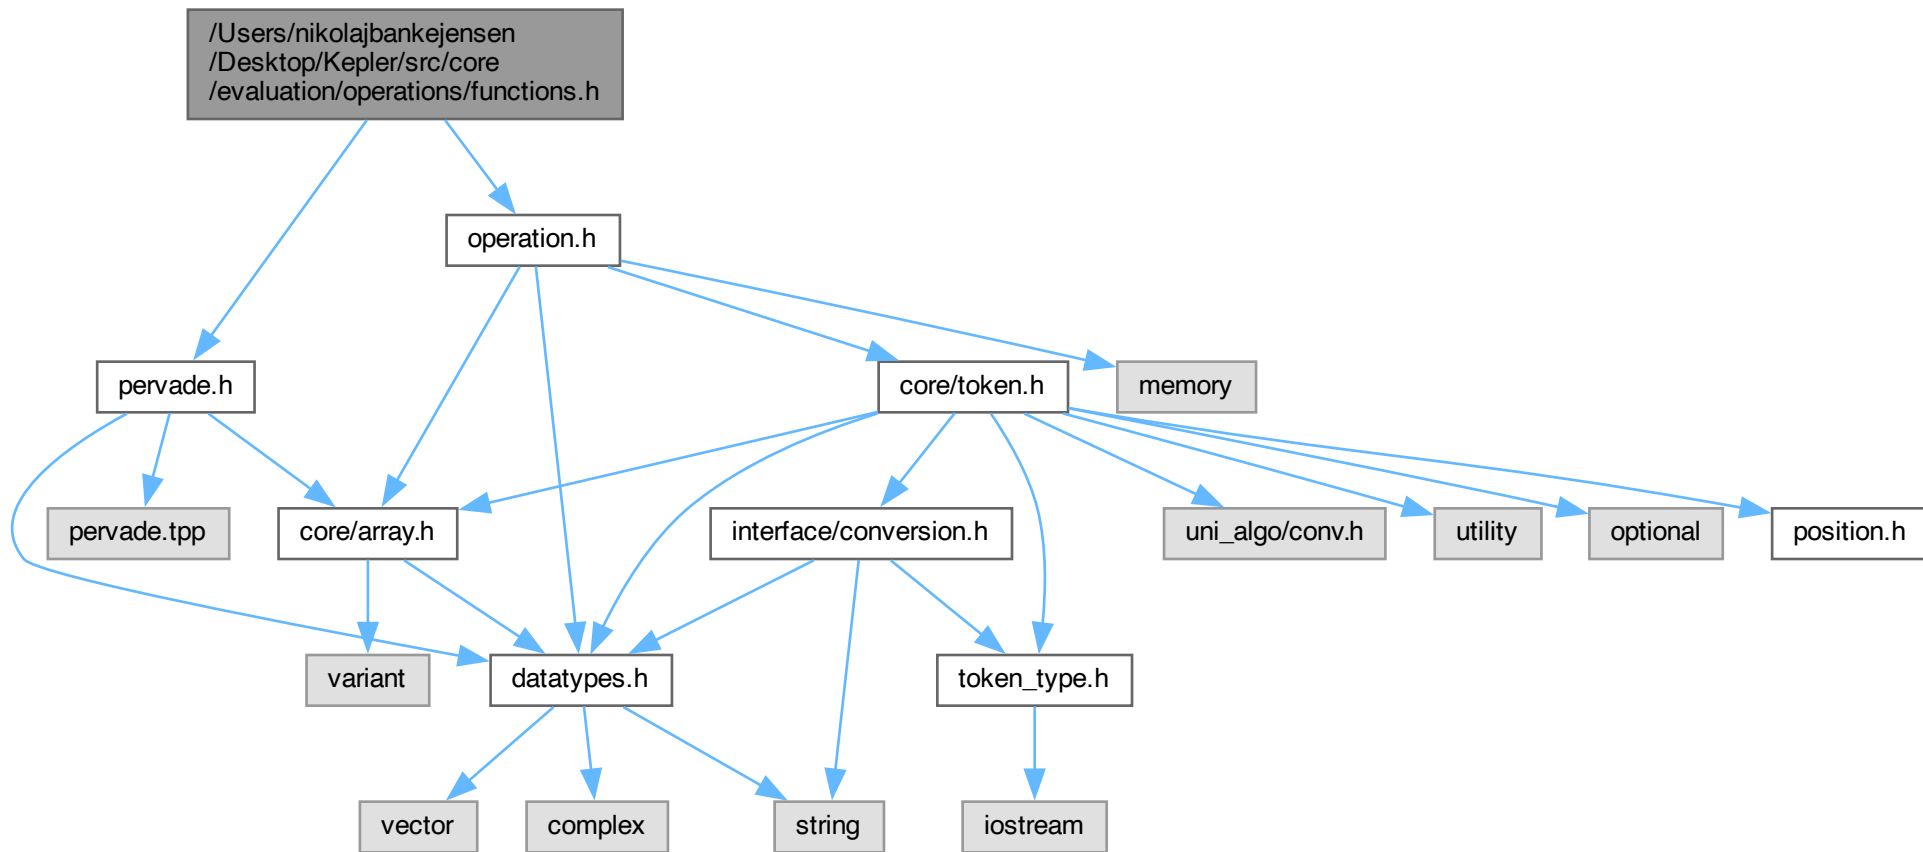 /Users/nikolajbankejensen
/Desktop/Kepler/src/core
/evaluation/operations/functions.h
operation.h
pervade.h
core/token.h
memory
pervade.tpp
core/array.h
interface/conversion.h
uni_algo/conv.h
utility
optional
position.h
variant
datatypes.h
token_type.h
vector
complex
string
iostream